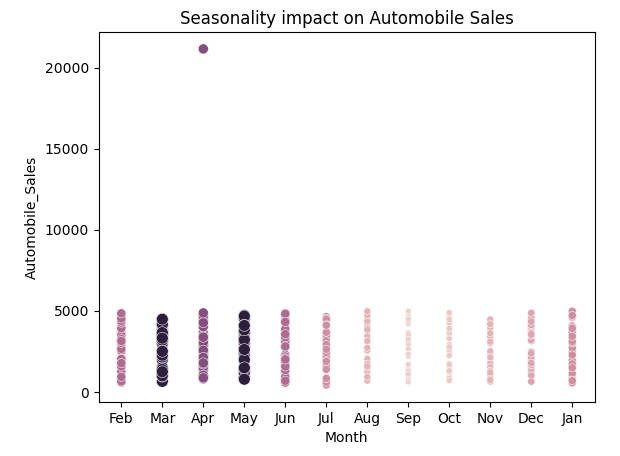 Seasonality impact on Automobile Sales
20000
15000
10000
5000
0
Automobile_Sales
Feb Mar Apr May Jun Jul Aug Sep Oct Nov Dec Jan
Month